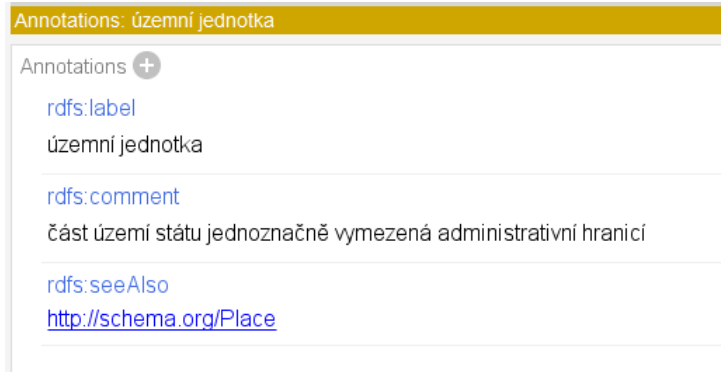 Annotations: územní jednotka
Annotations
rdfs:label
územní jednotka
rdfs:comment
část území státu jednoznačně vymezená administrativní hranicí
rdfs:seeAlso
http://schema.org/Place